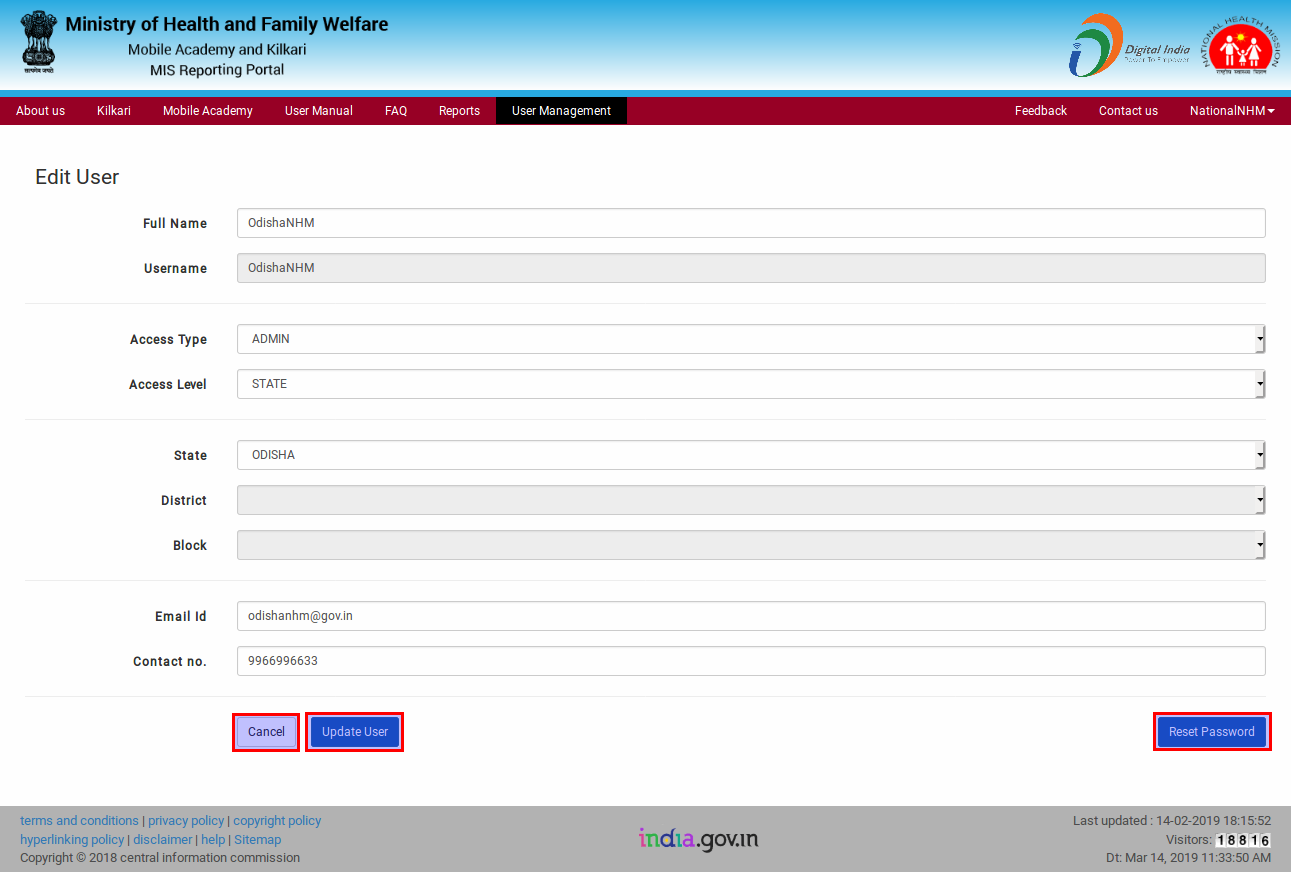 Ministry of Health and Family Welfare
Mobile Academy and Kilkari
MIS Reporting Portal
सत्यमेव जयते
Digital India
Power To Empower
NATIONAL HEALTH MISSION
राष्ट्रीय स्वास्थ्य मिशन
About us Kilkari Mobile Academy User Manual FAQ Reports User Management Feedback Contact us NationalNHM
Edit User
Full Name OdishaNHM
Username OdishaNHM
Access Type ADMIN
Access Level STATE
State ODISHA
District
Block
Email Id odishanhm@gov.in
Contact no. 9966996633
Cancel Update User Reset Password
terms and conditions | privacy policy | copyright policy
hyperlinking policy | disclaimer | help | Sitemap
Copyright © 2018 central information commission
india.gov.in
Last updated : 14-02-2019 18:15:52
Visitors: 18816
Dt: Mar 14, 2019 11:33:50 AM